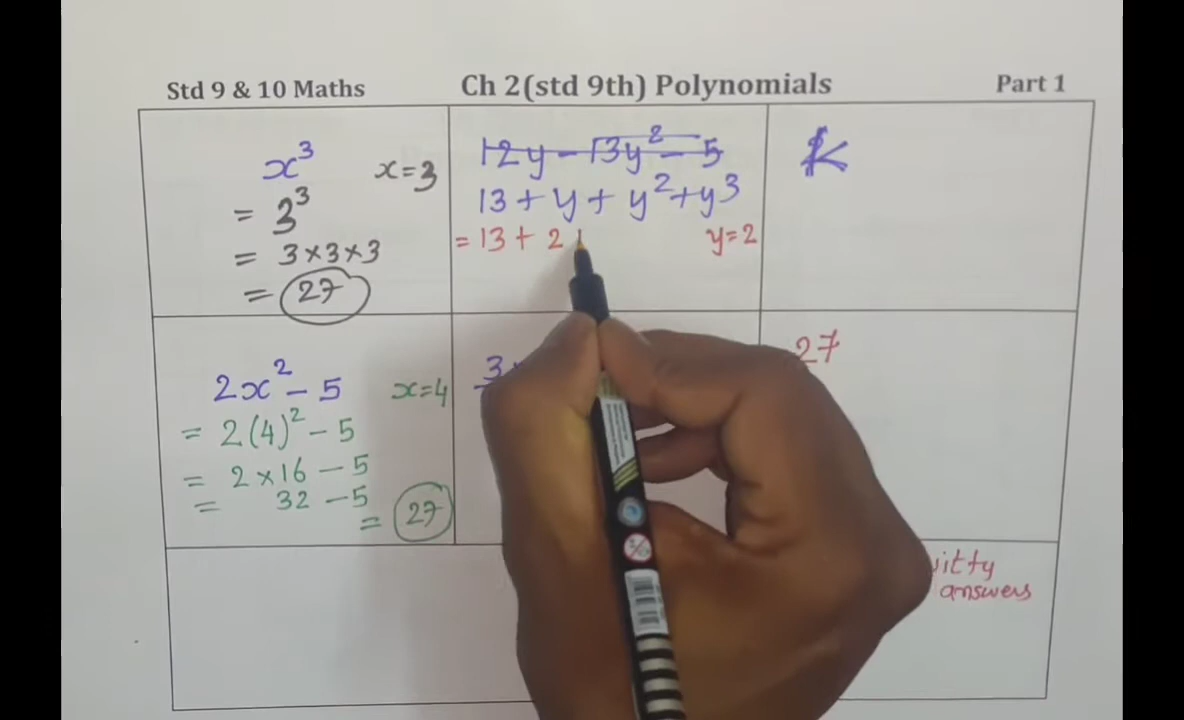 Std 9 & 10 Maths
Ch 2(std 9th) Polynomials
Part 1
x³ x=3
= 3³
= 3×3×3
= 27
12y - 13y² - 5
13 + y + y² + y³
= 13 + 2 y=2
K
2x² - 5 x=4
= 2(4)² - 5
= 2×16 - 5
= 32 - 5
= 27
3
27
answers